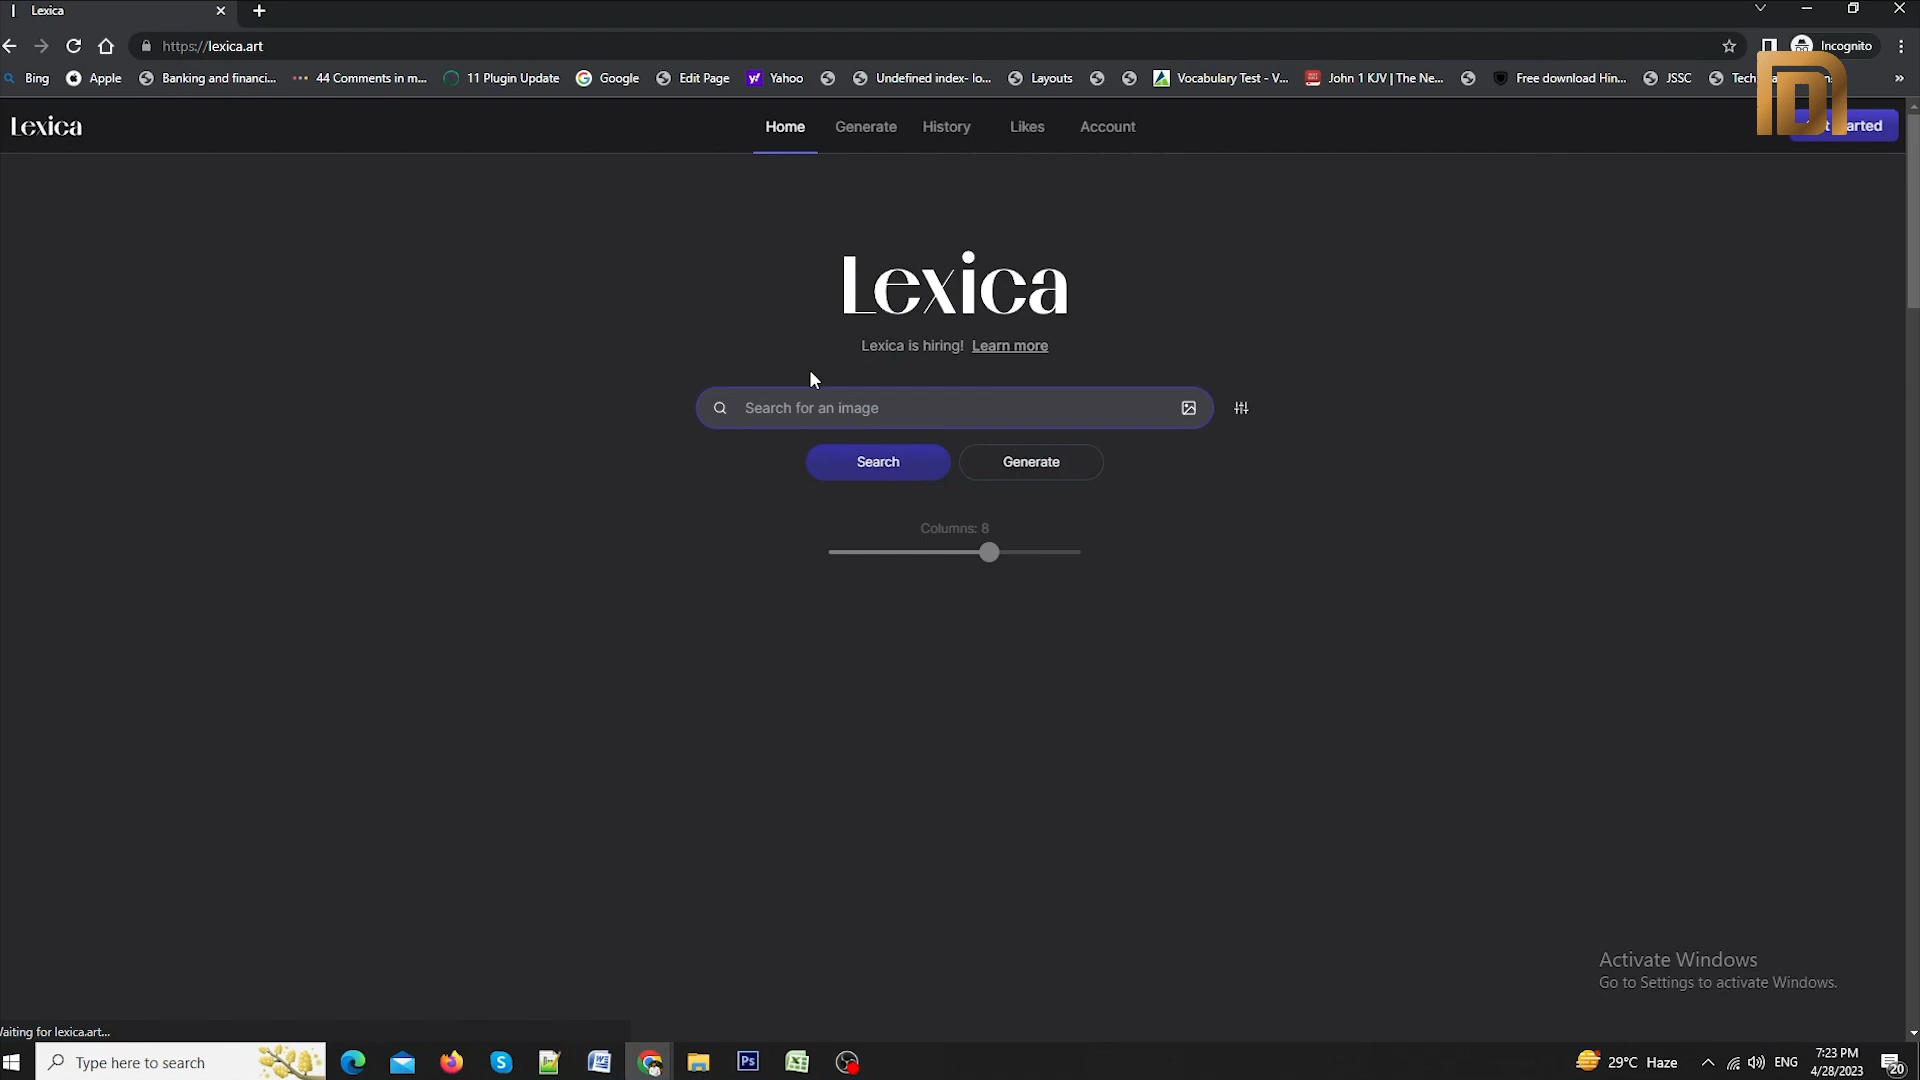 Lexica
https://lexica.art
Incognito
Bing
Apple
Banking and financi...
44 Comments in m...
11 Plugin Update
Google
Edit Page
Yahoo
Undefined index- lo...
Layouts
Vocabulary Test - V...
John 1 KJV | The Ne...
Free download Hin...
JSSC
Tech
»
Lexica
Home
Generate
History
Likes
Account
Lexica
Lexica is hiring! Learn more
Search for an image
Search
Generate
Columns: 8
Activate Windows
Go to Settings to activate Windows.
for lexica.art...
Type here to search
Ps
29°C Haze
ENG
7:23 PM
4/28/2023
20